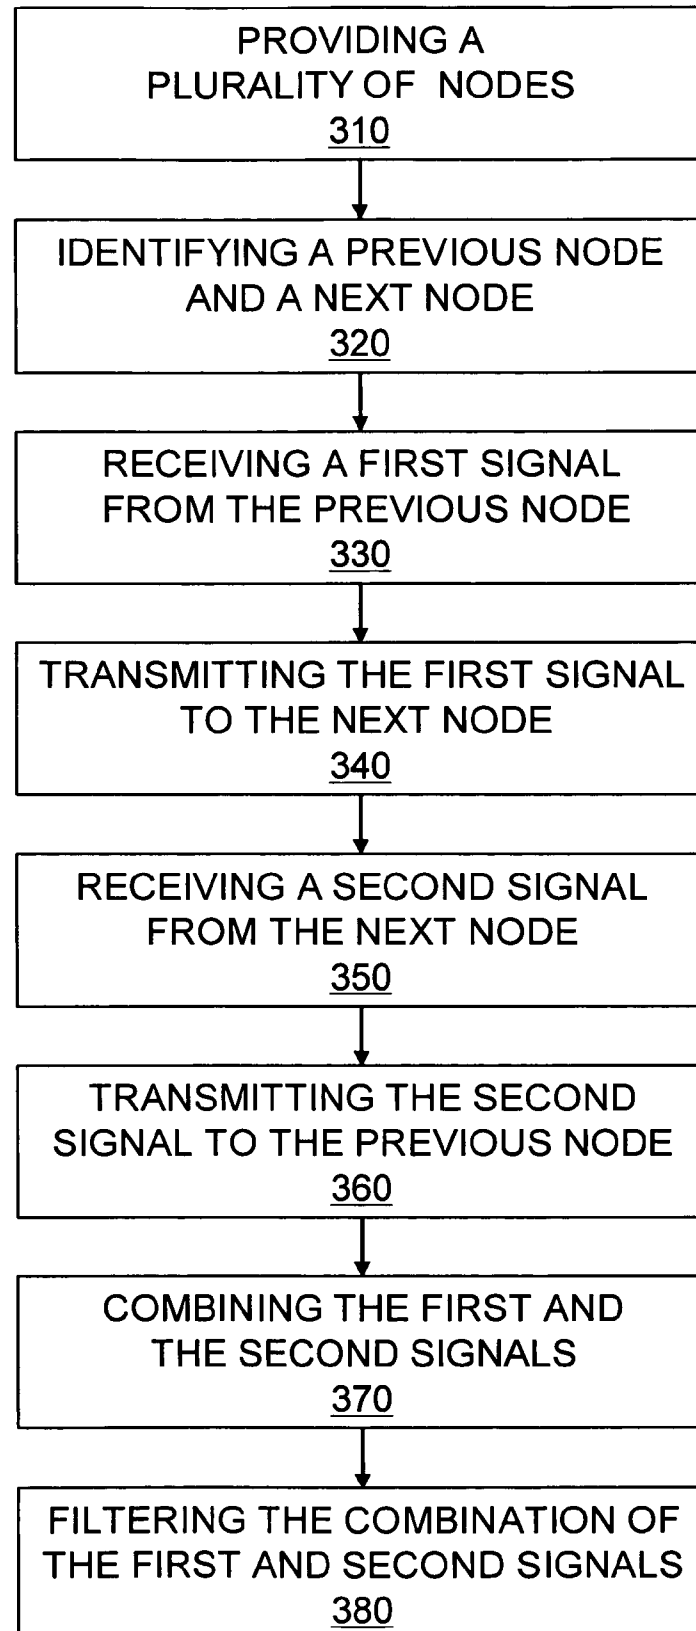 PROVIDING A
PLURALITY OF NODES
310
IDENTIFYING A PREVIOUS NODE
AND A NEXT NODE
320
RECEIVING A FIRST SIGNAL
FROM THE PREVIOUS NODE
330
TRANSMITTING THE FIRST SIGNAL
TO THE NEXT NODE
340
RECEIVING A SECOND SIGNAL
FROM THE NEXT NODE
350
TRANSMITTING THE SECOND
SIGNAL TO THE PREVIOUS NODE
360
COMBINING THE FIRST AND
THE SECOND SIGNALS
370
FILTERING THE COMBINATION OF
THE FIRST AND SECOND SIGNALS
380